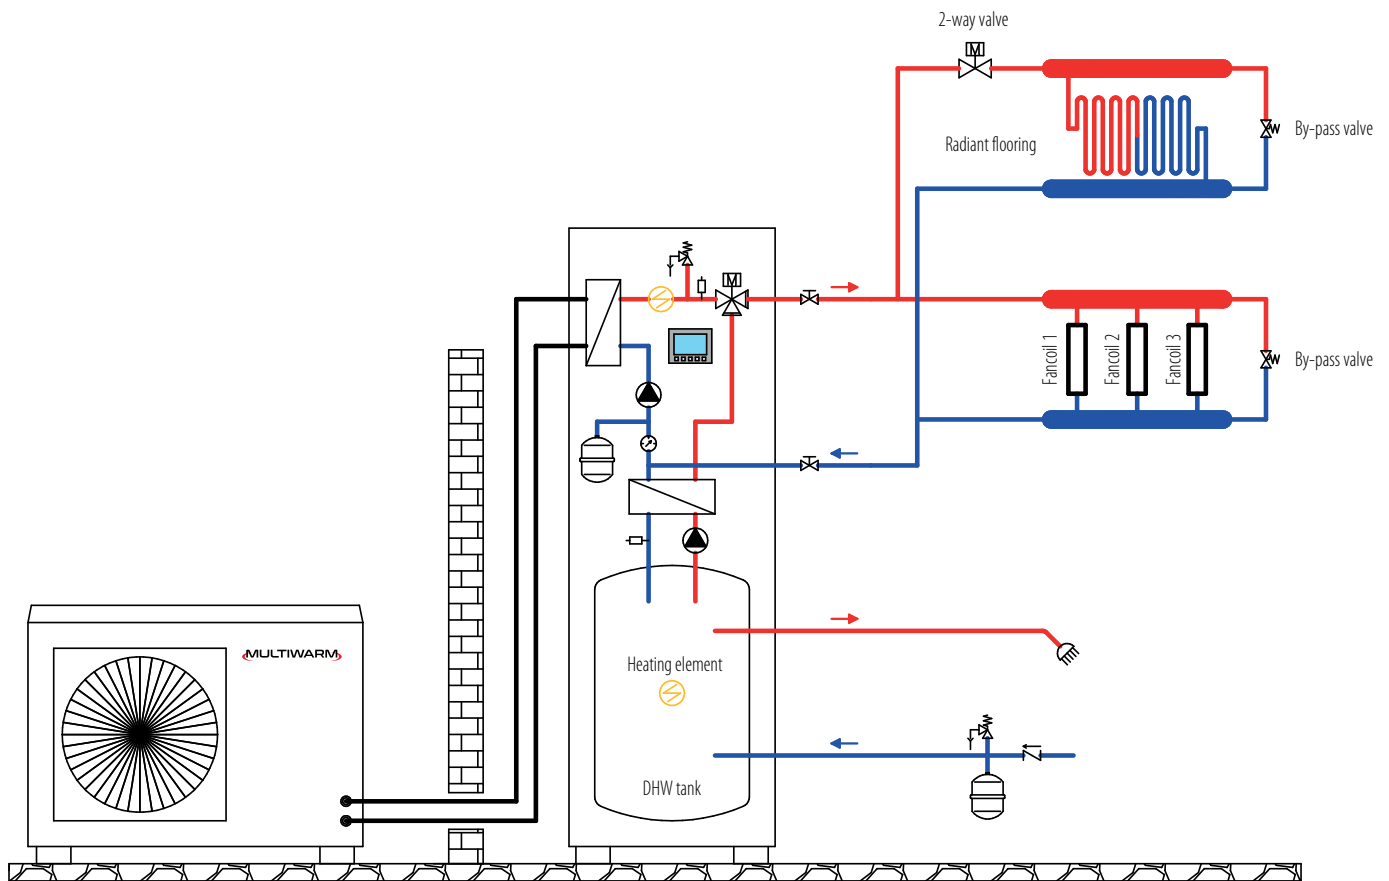 2-way valve
M
By-pass valve
Radiant flooring
M
Fancoil 1
Fancoil 2
Fancoil 3
By-pass valve
MULTIWARM
Heating element
DHW tank